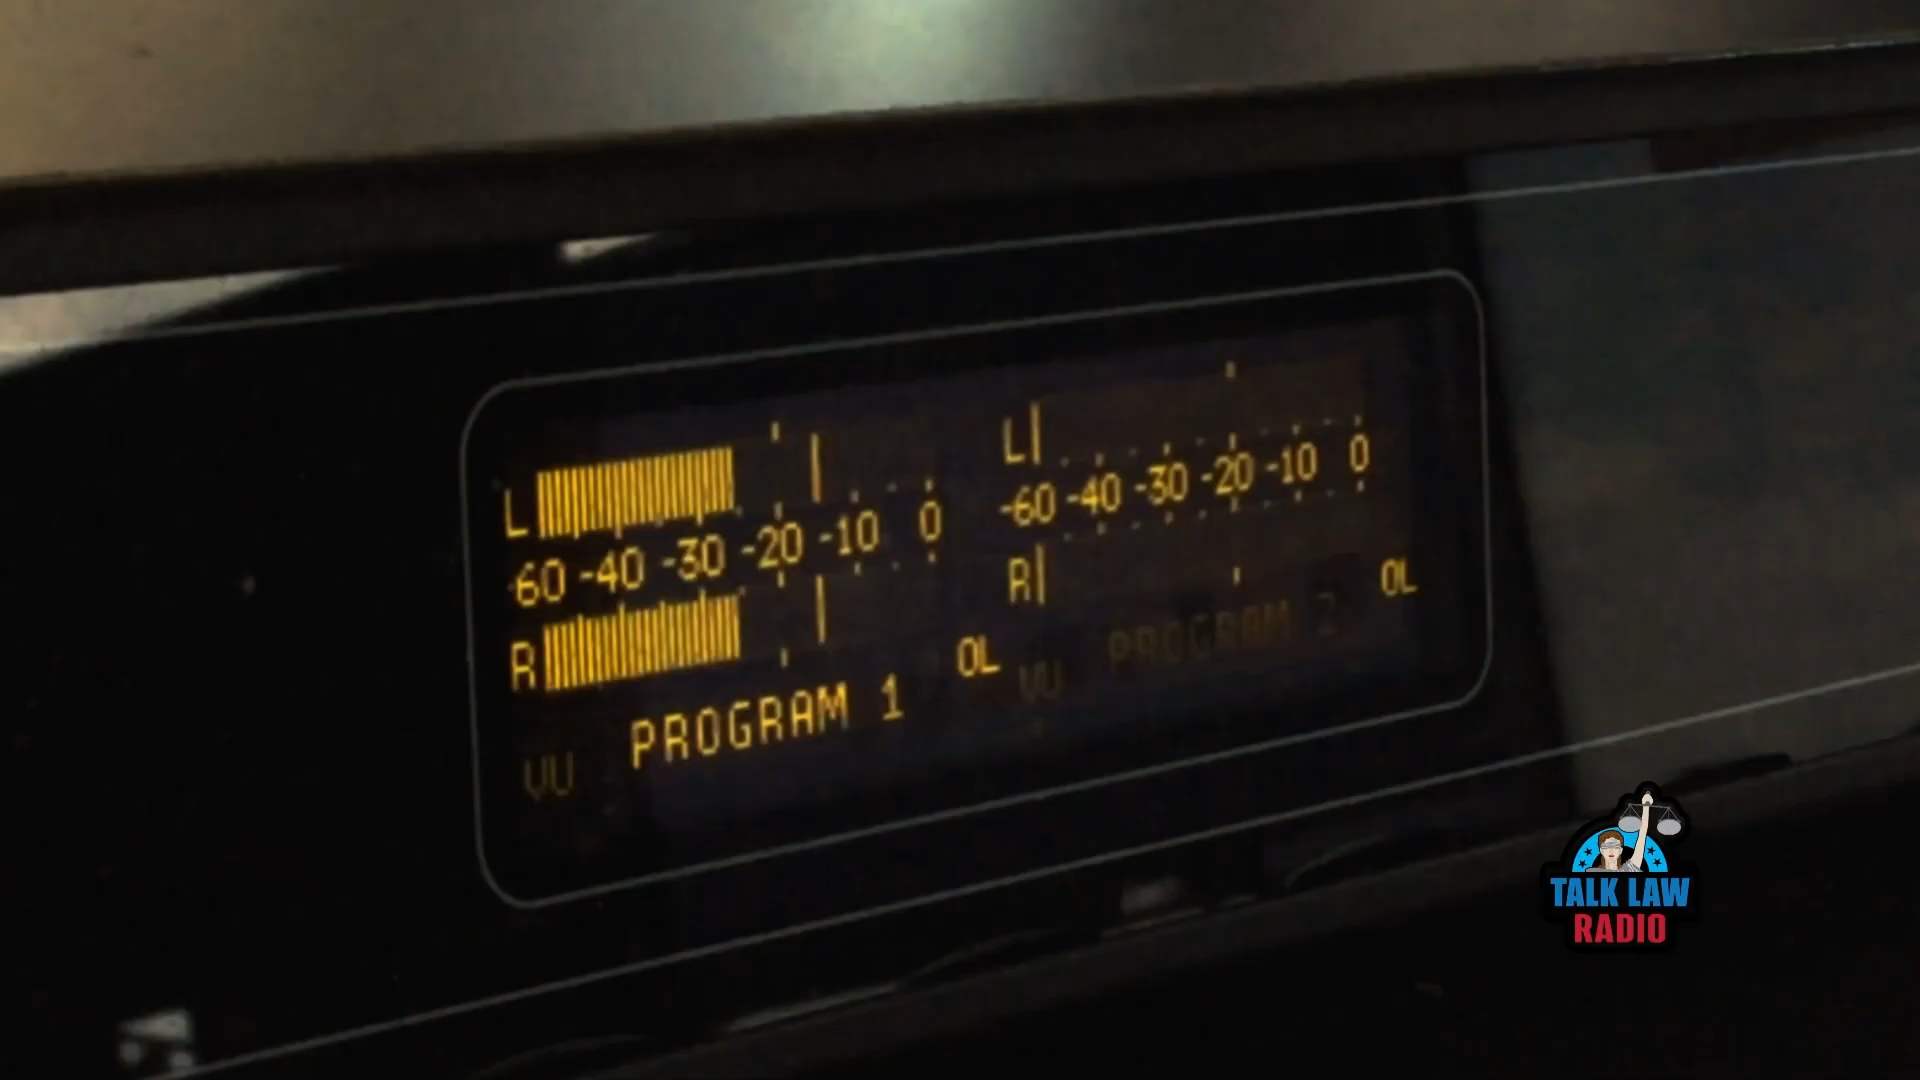 L
-60 -40 -30 -20 -10 0
R
OL
PROGRAM 1
VU
L
-60 -40 -30 -20 -10 0
R
OL
PROGRAM 2
VU
TALK LAW
RADIO